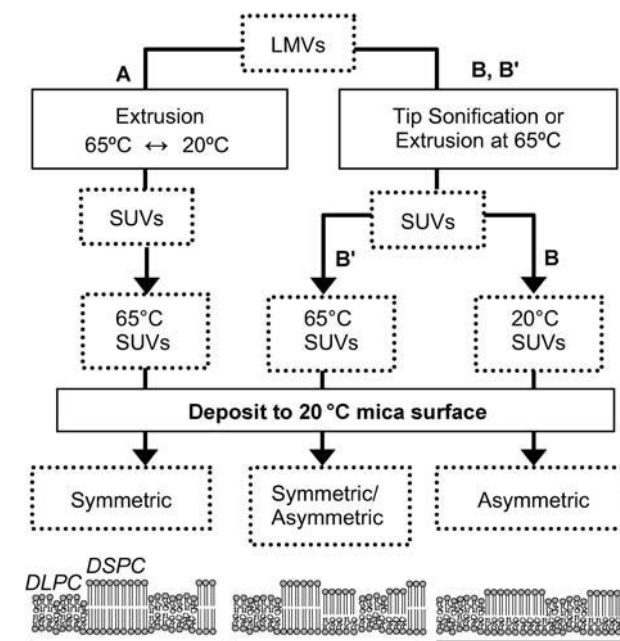 LMVs
A
B, B'
Extrusion
65ºC ↔ 20ºC
Tip Sonification or
Extrusion at 65ºC
SUVs
SUVs
B'
B
65°C
SUVs
65°C
SUVs
20°C
SUVs
Deposit to 20 °C mica surface
Symmetric
Symmetric/
Asymmetric
Asymmetric
DSPC
DLPC